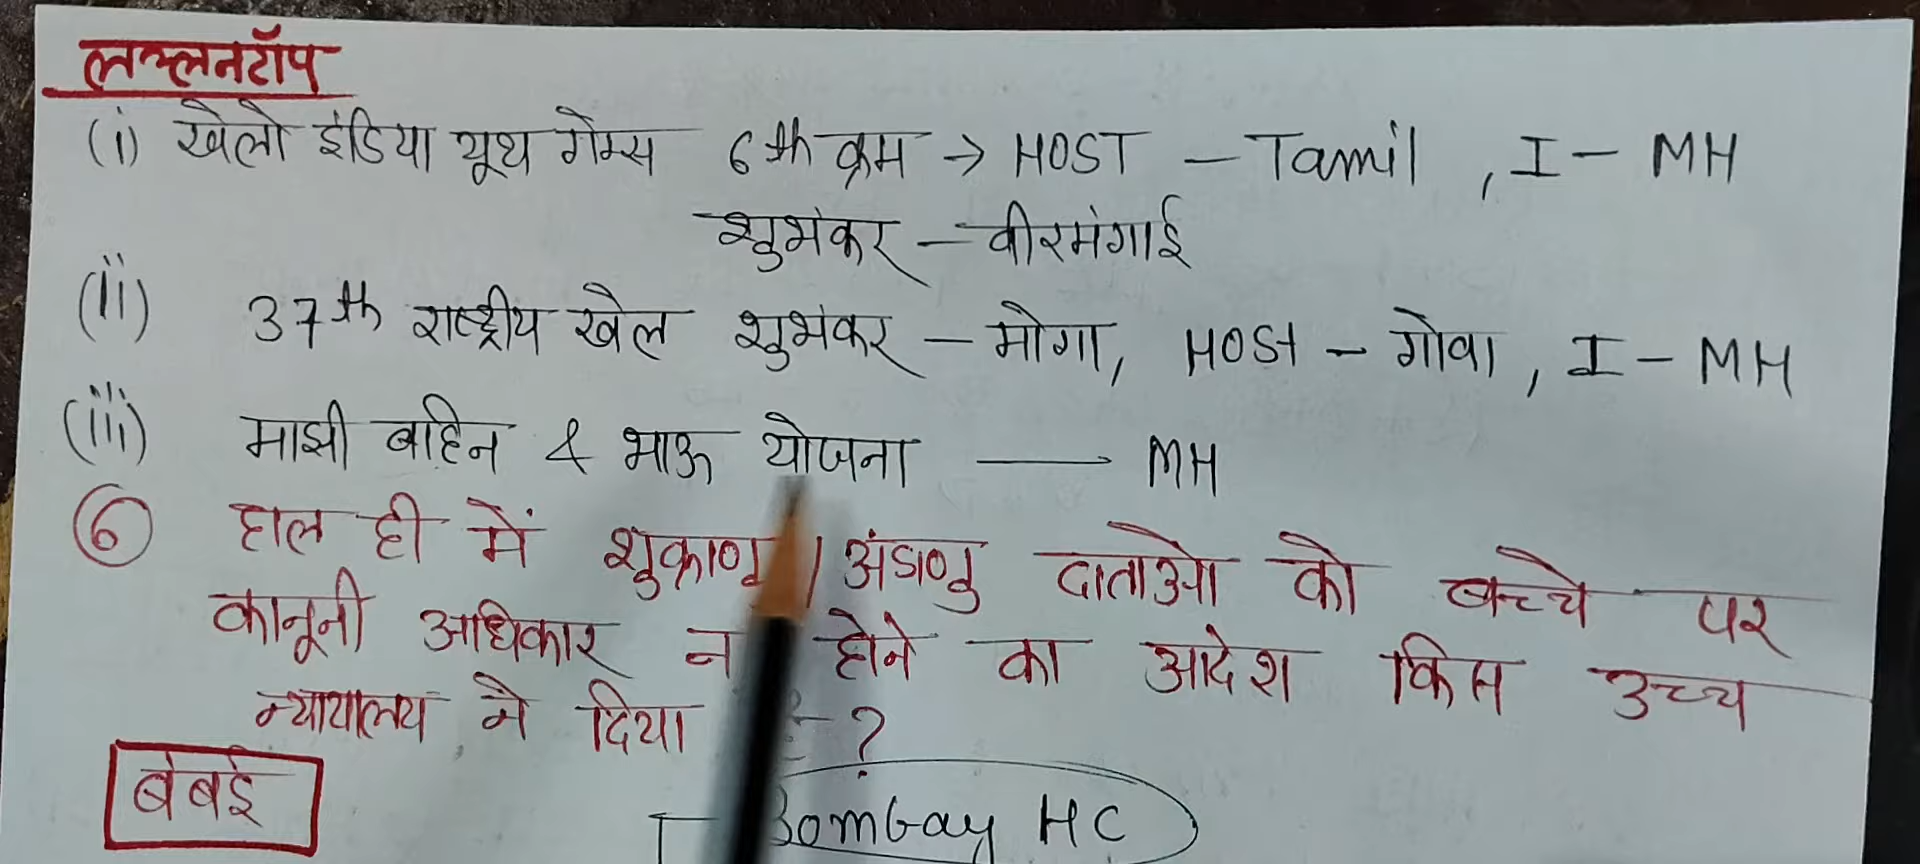 लल्लनटॉप
(i) खेलो इंडिया यूथ गेम्स 6th क्रम → HOST – Tamil , I – MH
शुभंकर – वीरमंगाई
(ii) 37th राष्ट्रीय खेल शुभंकर – मोगा, HOSt – गोवा , I – MH
(iii) माझी बहिन & भाऊ योजना — MH
6 हाल ही में शुक्राणु / अंडाणु दाताओ को बच्चे पर
कानूनी अधिकार न होने का आदेश किस उच्च
न्यायालय ने दिया ?
बंबई
Bombay HC